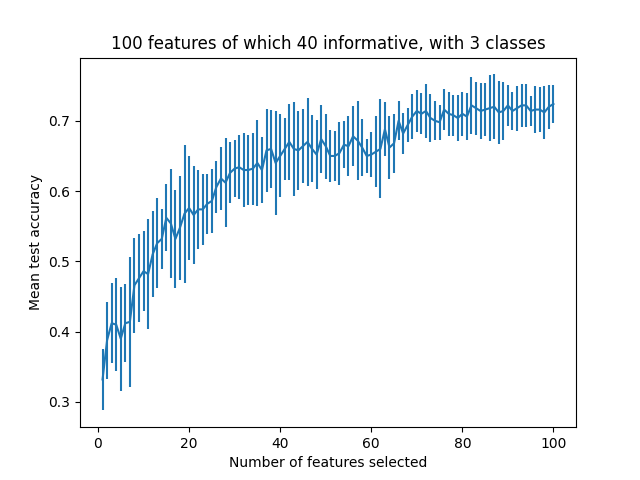 100 features of which 40 informative, with 3 classes
Mean test accuracy
0.7
0.6
0.5
0.4
0.3
0 20 40 60 80 100
Number of features selected